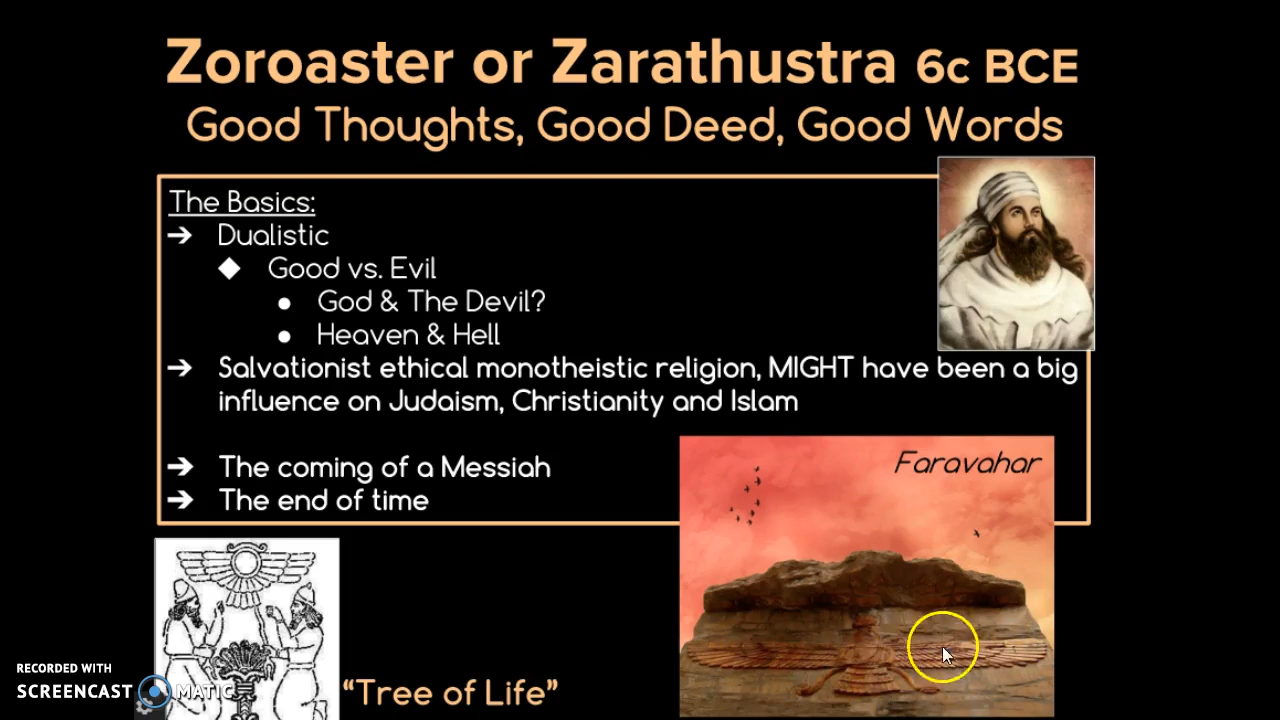 Zoroaster or Zarathustra 6c BCE
Good Thoughts, Good Deed, Good Words
The Basics:
➔ Dualistic
◆ Good vs. Evil
● God & The Devil?
● Heaven & Hell
➔ Salvationist ethical monotheistic religion, MIGHT have been a big
influence on Judaism, Christianity and Islam
➔ The coming of a Messiah
➔ The end of time
Faravahar
"Tree of Life"
RECORDED WITH
SCREENCAST MATIC